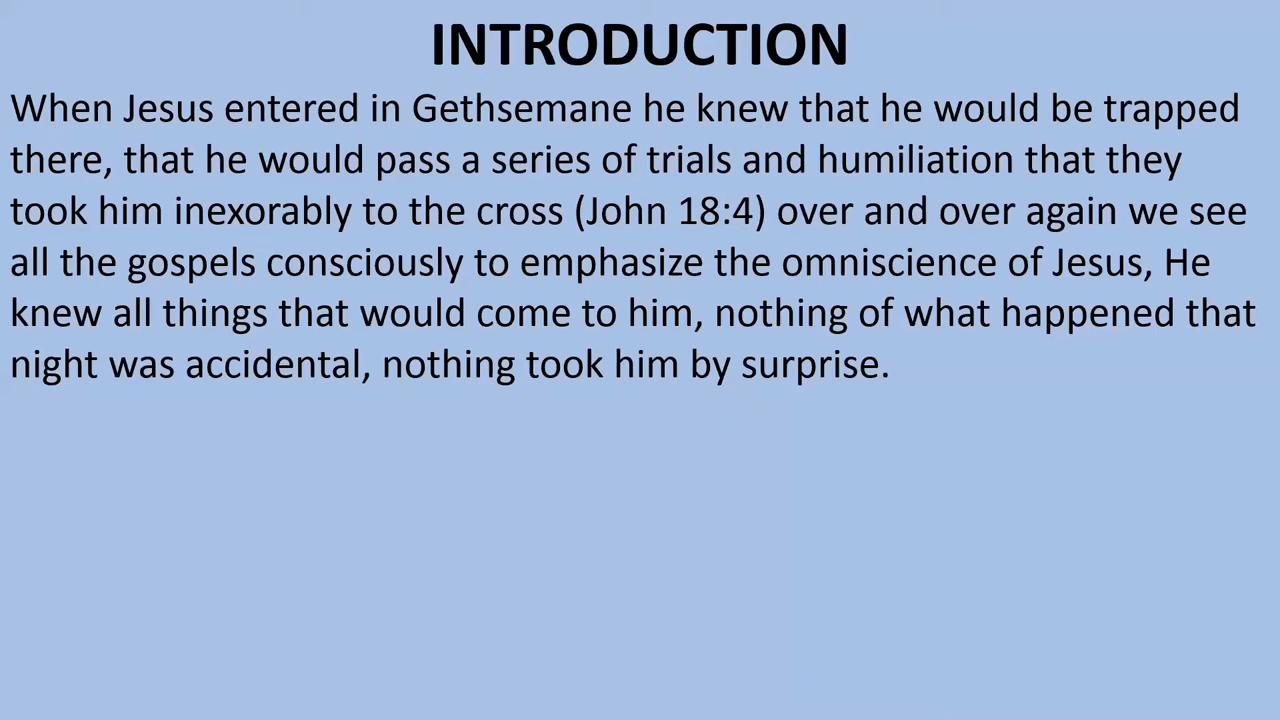 INTRODUCTION
When Jesus entered in Gethsemane he knew that he would be trapped
there, that he would pass a series of trials and humiliation that they
took him inexorably to the cross (John 18:4) over and over again we see
all the gospels consciously to emphasize the omniscience of Jesus, He
knew all things that would come to him, nothing of what happened that
night was accidental, nothing took him by surprise.